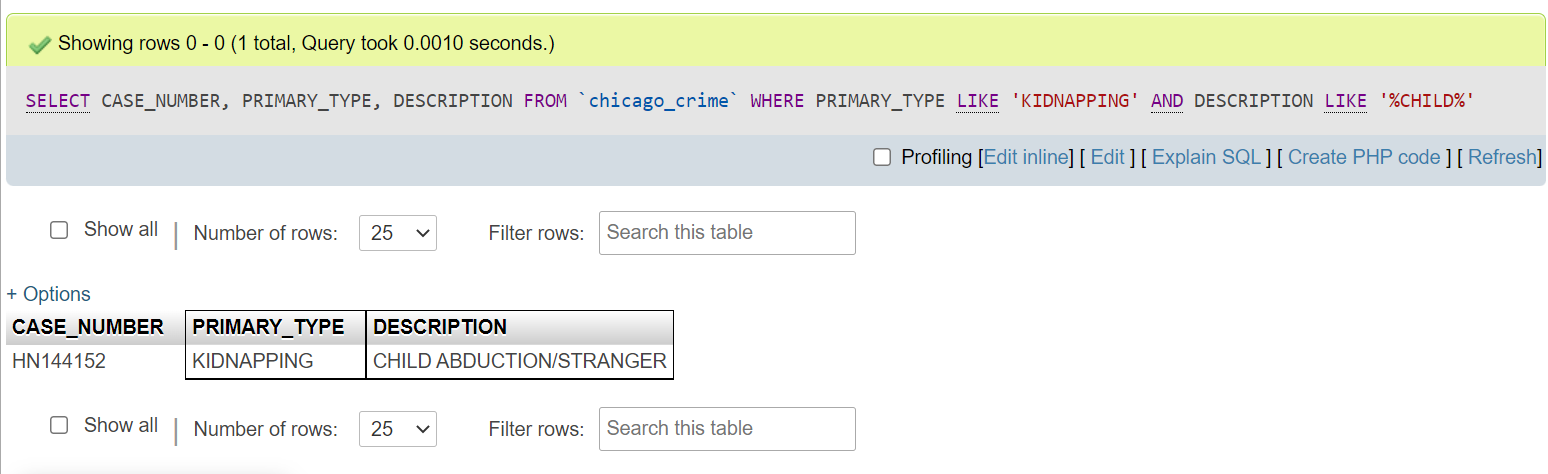 Showing rows 0 - 0 (1 total, Query took 0.0010 seconds.)
SELECT CASE_NUMBER, PRIMARY_TYPE, DESCRIPTION FROM `chicago_crime` WHERE PRIMARY_TYPE LIKE 'KIDNAPPING' AND DESCRIPTION LIKE '%CHILD%'
Profiling [Edit inline] [ Edit ] [ Explain SQL ] [ Create PHP code ] [ Refresh]
Show all | Number of rows: 25 Filter rows: Search this table
+ Options
CASE_NUMBER PRIMARY_TYPE DESCRIPTION
HN144152 KIDNAPPING CHILD ABDUCTION/STRANGER
Show all | Number of rows: 25 Filter rows: Search this table